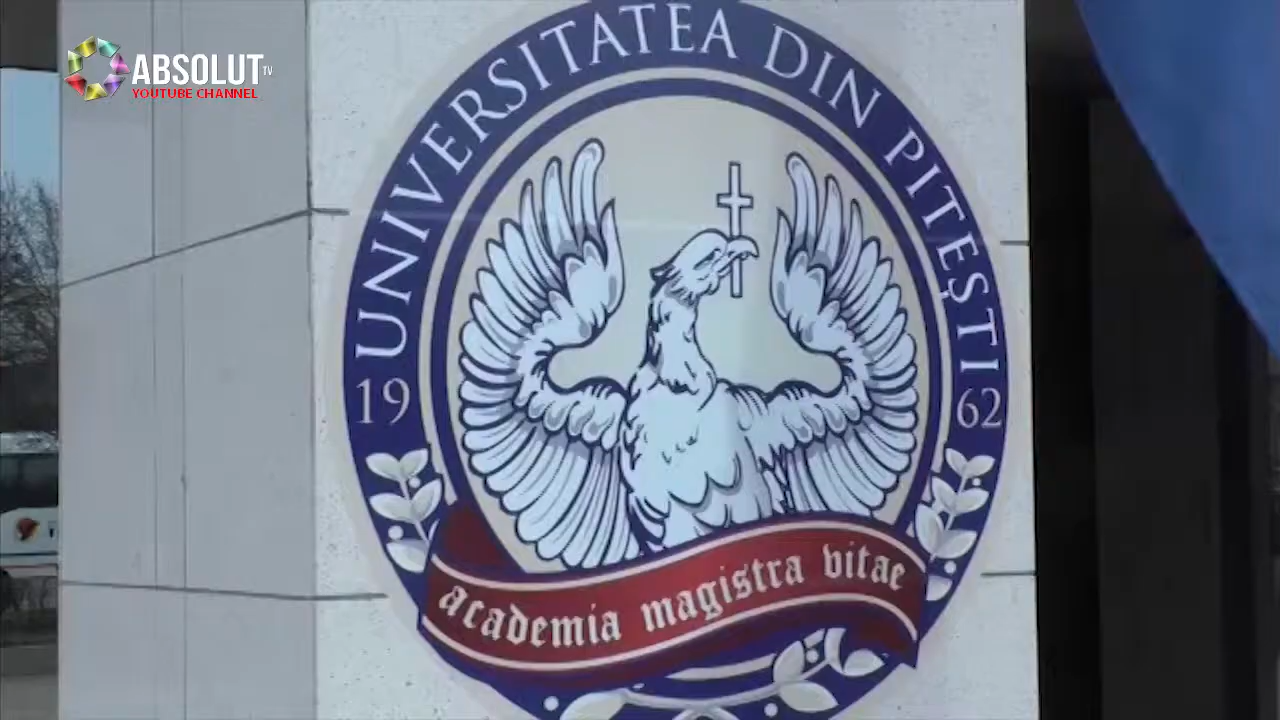 ABSOLUT TV
YOUTUBE CHANNEL
UNIVERSITATEA DIN PITEȘTI
19 62
academia magistra vitae